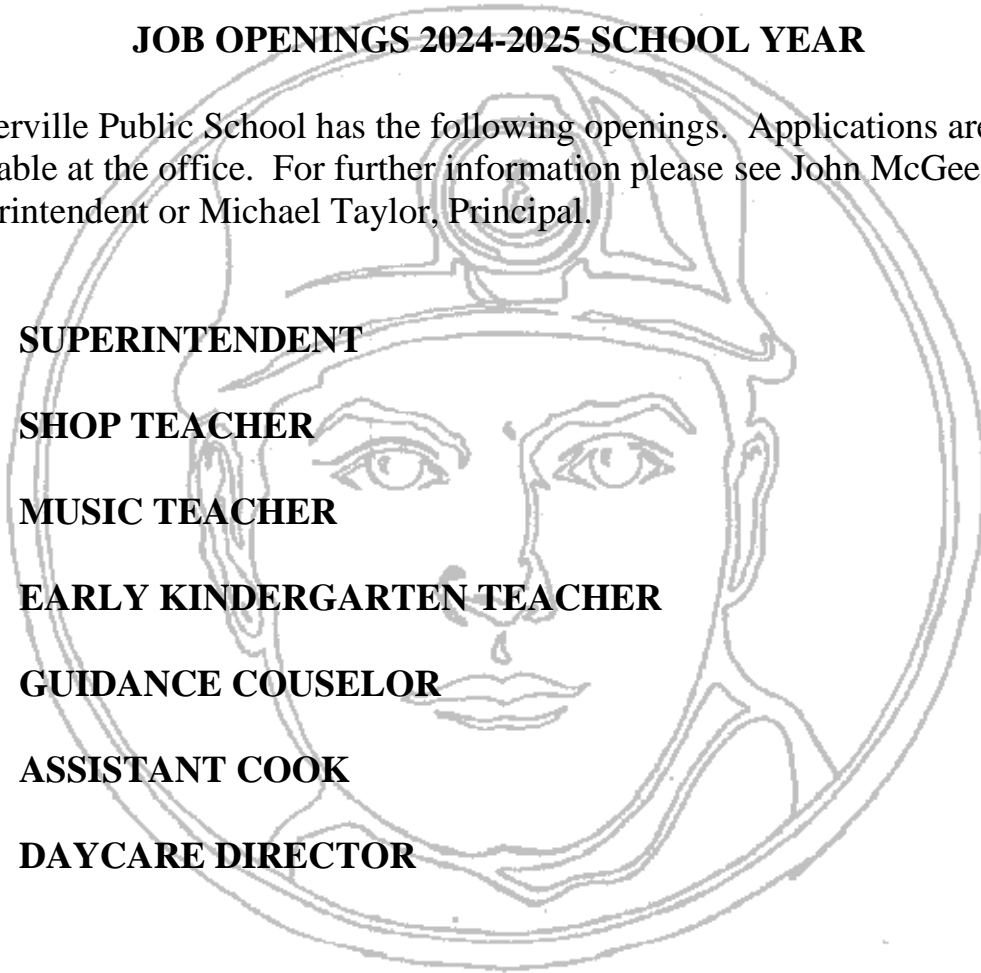 JOB OPENINGS 2024-2025 SCHOOL YEAR
erville Public School has the following openings.  Applications are
able at the office.  For further information please see John McGee
rintendent or Michael Taylor, Principal.
SUPERINTENDENT
SHOP TEACHER
MUSIC TEACHER
EARLY KINDERGARTEN TEACHER
GUIDANCE COUSELOR
ASSISTANT COOK
DAYCARE DIRECTOR